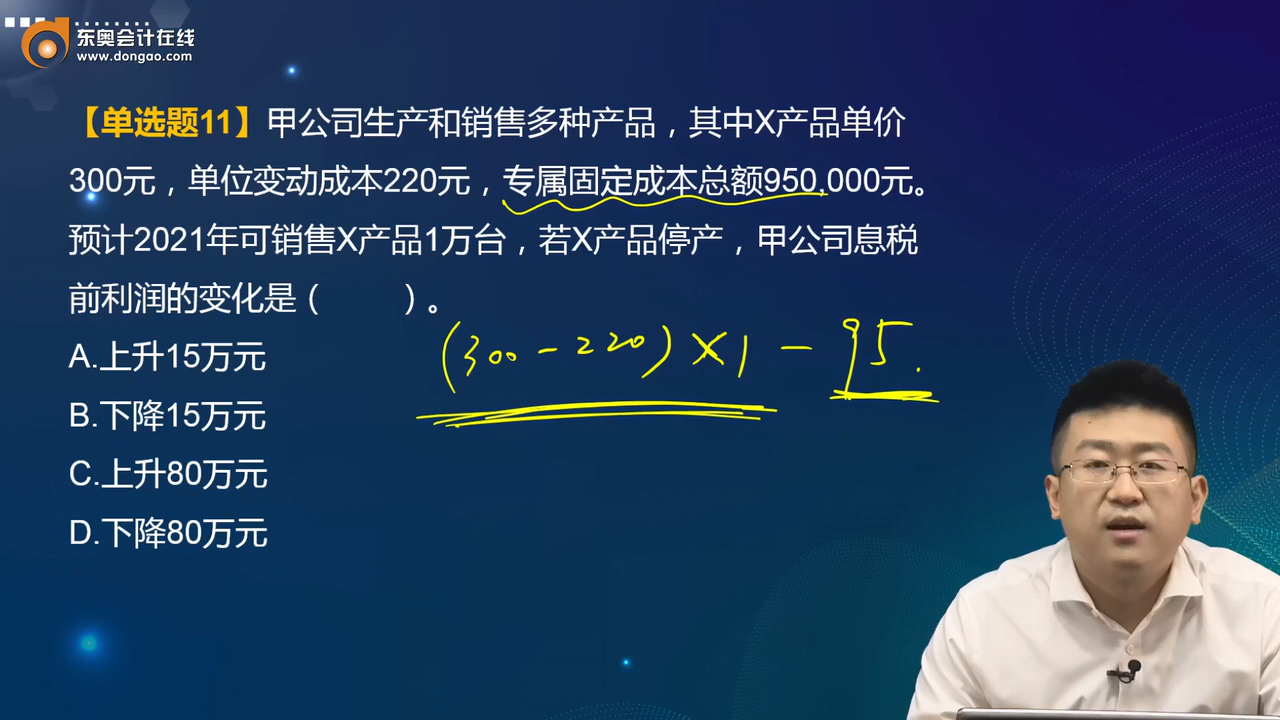 东奥会计在线
www.dongao.com
【单选题11】甲公司生产和销售多种产品，其中X产品单价
300元，单位变动成本220元，专属固定成本总额950,000元。
预计2021年可销售X产品1万台，若X产品停产，甲公司息税
前利润的变化是（　　）。
(300-220)×1-95.
A.上升15万元
B.下降15万元
C.上升80万元
D.下降80万元